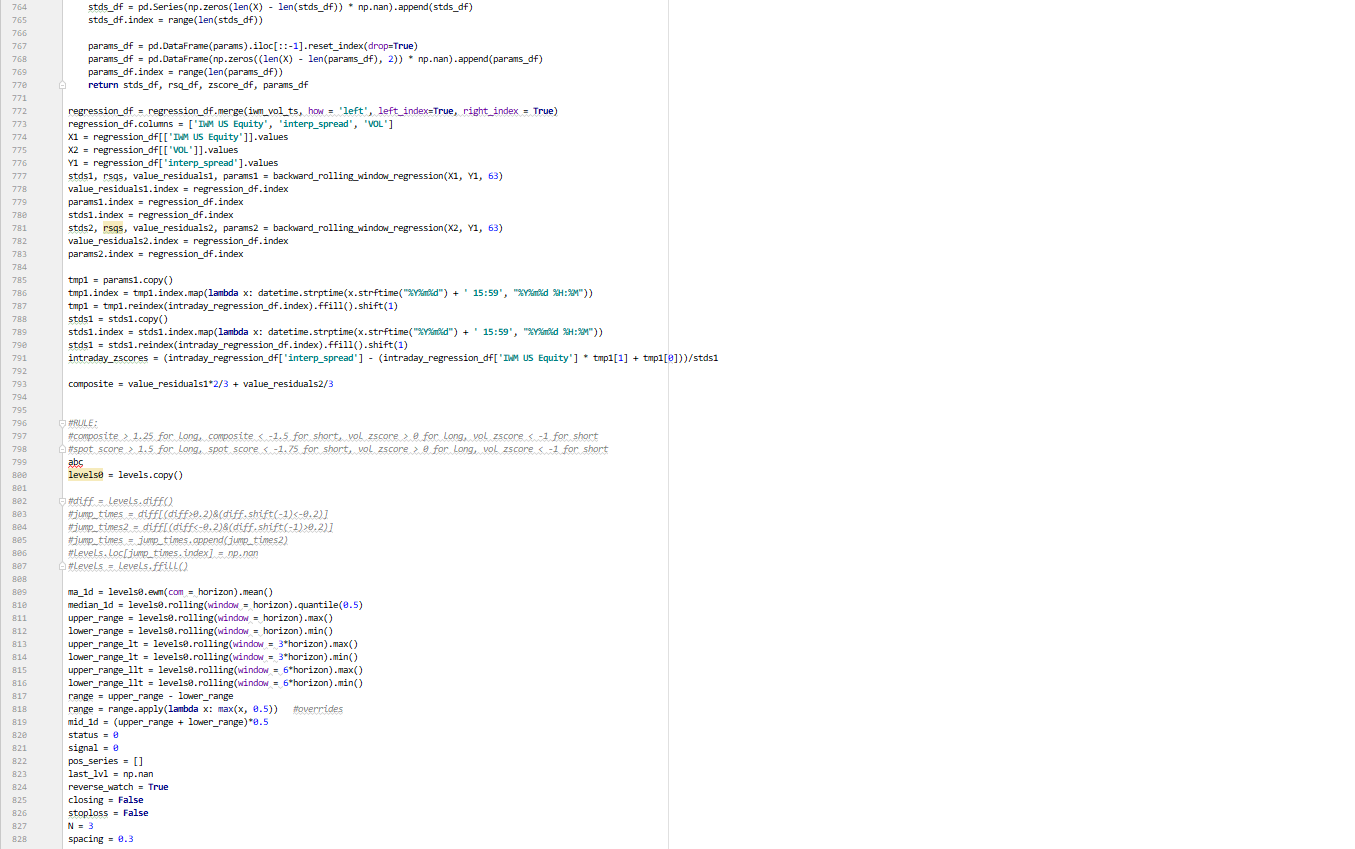 764 stds_df = pd.Series(np.zeros(len(X) - len(stds_df)) * np.nan).append(stds_df)
765 stds_df.index = range(len(stds_df))
766
767 params_df = pd.DataFrame(params).iloc[::-1].reset_index(drop=True)
768 params_df = pd.DataFrame(np.zeros((len(X) - len(params_df), 2)) * np.nan).append(params_df)
769 params_df.index = range(len(params_df))
770 return stds_df, rsq_df, zscore_df, params_df
771
772 regression_df = regression_df.merge(iwm_vol_ts, how = 'left', left_index=True, right_index = True)
773 regression_df.columns = ['IWM US Equity', 'interp_spread', 'VOL']
774 X1 = regression_df[['IWM US Equity']].values
775 X2 = regression_df[['VOL']].values
776 Y1 = regression_df['interp_spread'].values
777 stds1, rsqs, value_residuals1, params1 = backward_rolling_window_regression(X1, Y1, 63)
778 value_residuals1.index = regression_df.index
779 params1.index = regression_df.index
780 stds1.index = regression_df.index
781 stds2, rsqs, value_residuals2, params2 = backward_rolling_window_regression(X2, Y1, 63)
782 value_residuals2.index = regression_df.index
783 params2.index = regression_df.index
784
785 tmp1 = params1.copy()
786 tmp1.index = tmp1.index.map(lambda x: datetime.strptime(x.strftime("%Y%m%d") + ' 15:59', "%Y%m%d %H:%M"))
787 tmp1 = tmp1.reindex(intraday_regression_df.index).ffill().shift(1)
788 stds1 = stds1.copy()
789 stds1.index = stds1.index.map(lambda x: datetime.strptime(x.strftime("%Y%m%d") + ' 15:59', "%Y%m%d %H:%M"))
790 stds1 = stds1.reindex(intraday_regression_df.index).ffill().shift(1)
791 intraday_zscores = (intraday_regression_df['interp_spread'] - (intraday_regression_df['IWM US Equity'] * tmp1[1] + tmp1[0]))/stds1
792
793 composite = value_residuals1*2/3 + value_residuals2/3
794
795
796 #RULE:
797 #composite > 1.25 for long, composite < -1.5 for short, vol zscore > 0 for long, vol zscore < -1 for short
798 #spot score > 1.5 for long, spot score < -1.75 for short, vol zscore > 0 for long, vol zscore < -1 for short
799 abc
800 levels0 = levels.copy()
801
802 #diff = levels.diff()
803 #jump_times = diff[(diff>0.2)&(diff.shift(-1)<-0.2)]
804 #jump_times2 = diff[(diff<-0.2)&(diff.shift(-1)>0.2)]
805 #jump_times = jump_times.append(jump_times2)
806 #levels.loc[jump_times.index] = np.nan
807 #levels = levels.ffill()
808
809 ma_1d = levels0.ewm(com = horizon).mean()
810 median_1d = levels0.rolling(window = horizon).quantile(0.5)
811 upper_range = levels0.rolling(window = horizon).max()
812 lower_range = levels0.rolling(window = horizon).min()
813 upper_range_lt = levels0.rolling(window = 3*horizon).max()
814 lower_range_lt = levels0.rolling(window = 3*horizon).min()
815 upper_range_llt = levels0.rolling(window = 6*horizon).max()
816 lower_range_llt = levels0.rolling(window = 6*horizon).min()
817 range = upper_range - lower_range
818 range = range.apply(lambda x: max(x, 0.5)) #overrides
819 mid_1d = (upper_range + lower_range)*0.5
820 status = 0
821 signal = 0
822 pos_series = []
823 last_lvl = np.nan
824 reverse_watch = True
825 closing = False
826 stoploss = False
827 N = 3
828 spacing = 0.3